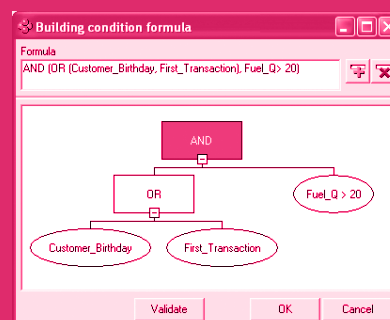 Building condition formula
Formula
AND (OR (Customer_Birthday, First_Transaction), Fuel_Q> 20)
AND
OR
Fuel_Q > 20
Customer_Birthday
First_Transaction
Validate
OK
Cancel